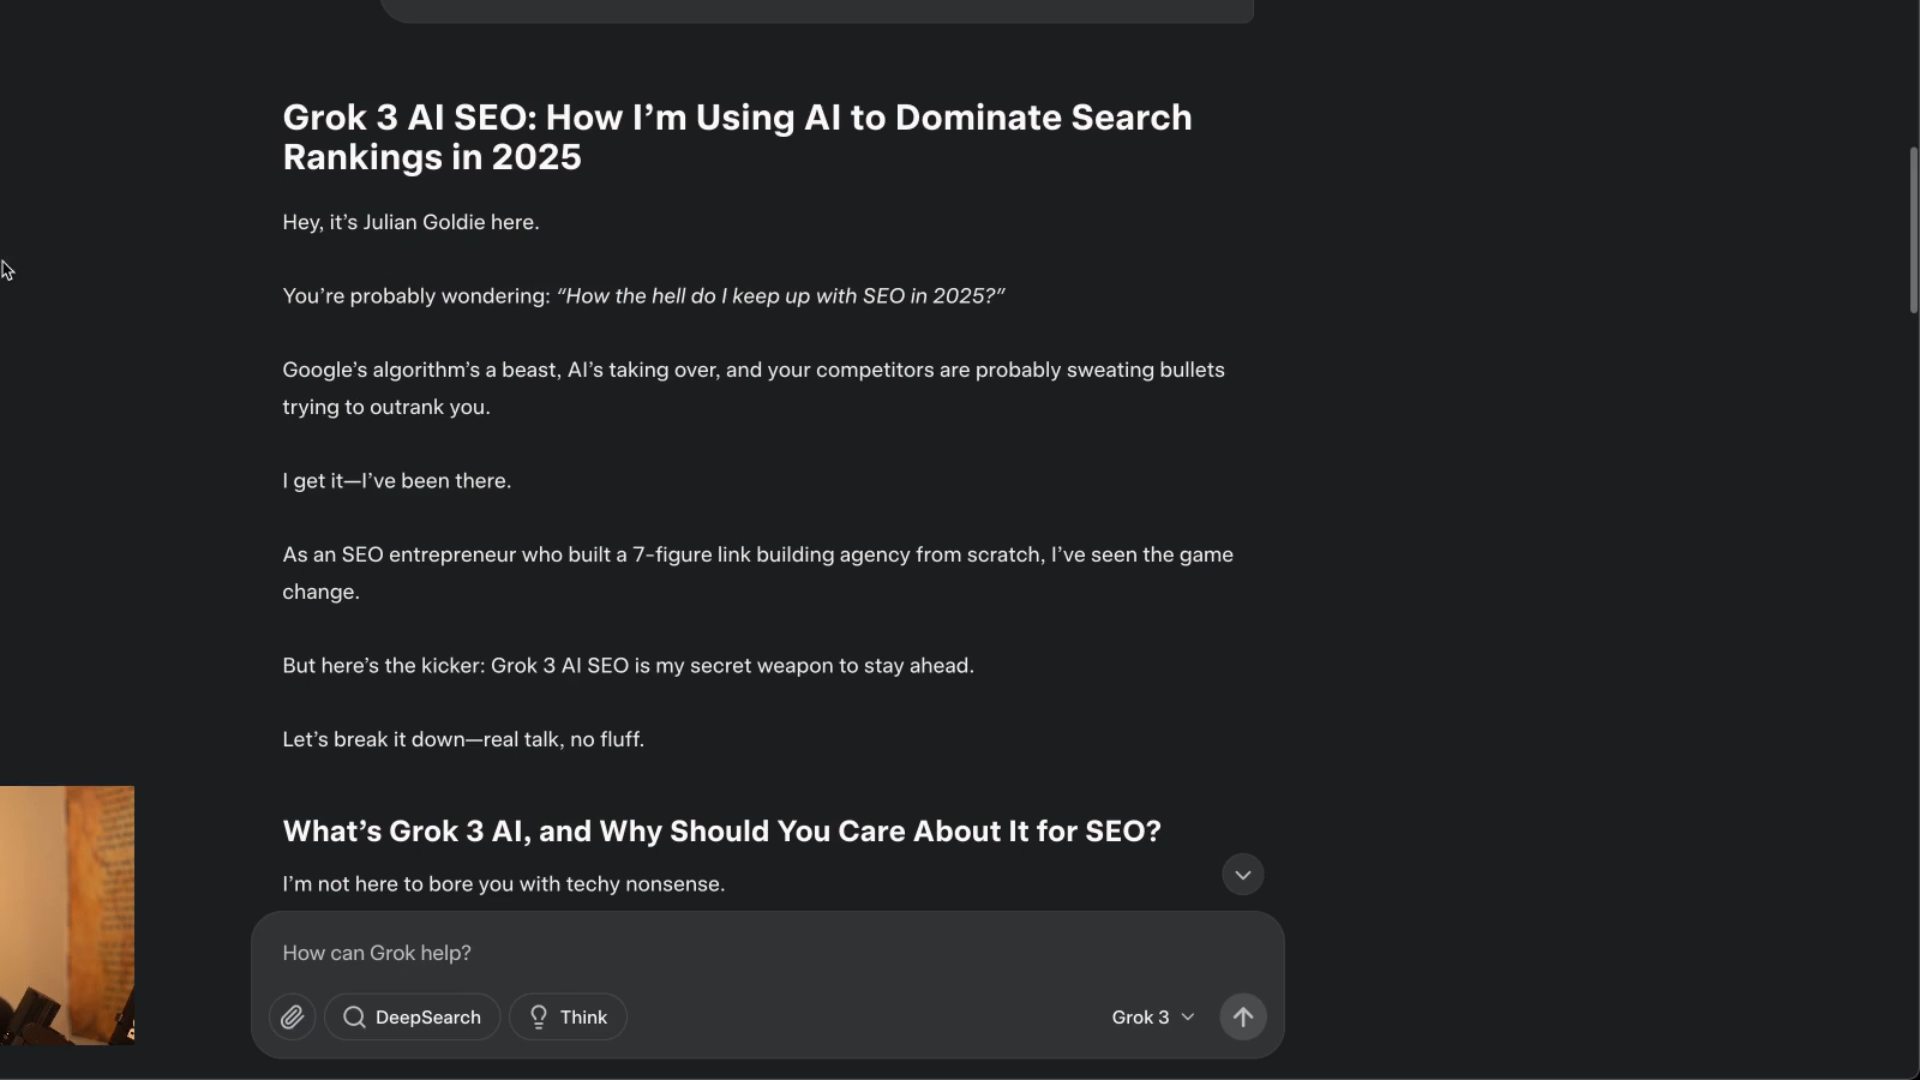 Grok 3 AI SEO: How I’m Using AI to Dominate Search
Rankings in 2025
Hey, it’s Julian Goldie here.
You’re probably wondering: “How the hell do I keep up with SEO in 2025?”
Google’s algorithm’s a beast, AI’s taking over, and your competitors are probably sweating bullets
trying to outrank you.
I get it—I’ve been there.
As an SEO entrepreneur who built a 7-figure link building agency from scratch, I’ve seen the game
change.
But here’s the kicker: Grok 3 AI SEO is my secret weapon to stay ahead.
Let’s break it down—real talk, no fluff.
What’s Grok 3 AI, and Why Should You Care About It for SEO?
I’m not here to bore you with techy nonsense.
How can Grok help?
DeepSearch
Think
Grok 3